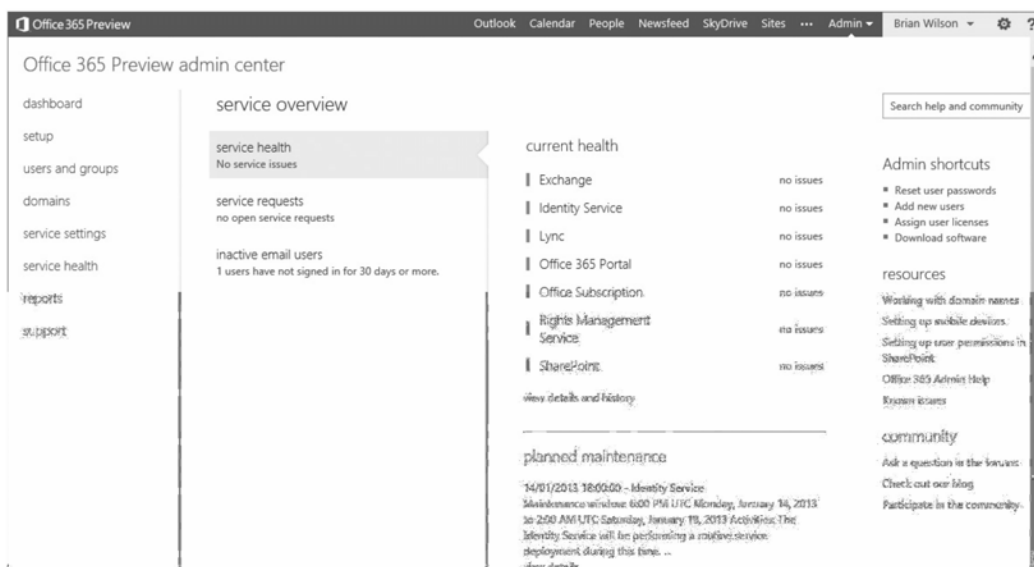 Office 365 Preview
Outlook Calendar People Newsfeed SkyDrive Sites ••• Admin Brian Wilson ?
Office 365 Preview admin center
dashboard
setup
users and groups
domains
service settings
service health
reports
support
service overview
service health
No service issues
service requests
no open service requests
inactive email users
1 users have not signed in for 30 days or more.
current health
Exchange no issues
Identity Service no issues
Lync no issues
Office 365 Portal no issues
Office Subscription no issues
Rights Management
Service no issues
SharePoint no issues
view details and history
planned maintenance
14/01/2013 18:00:00 - Identity Service
Maintenance window: 6:00 PM UTC Monday, January 14, 2013
to 2:00 AM UTC Saturday, January 19, 2013 Activities: The
Identity Service will be performing a routine service
deployment during this time. ...
view details
Search help and community
Admin shortcuts
Reset user passwords
Add new users
Assign user licenses
Download software
resources
Working with domain names
Setting up mobile devices
Setting up user permissions in
SharePoint
Office 365 Admin Help
Known issues
community
Ask a question in the forums
Check out our blog
Participate in the community